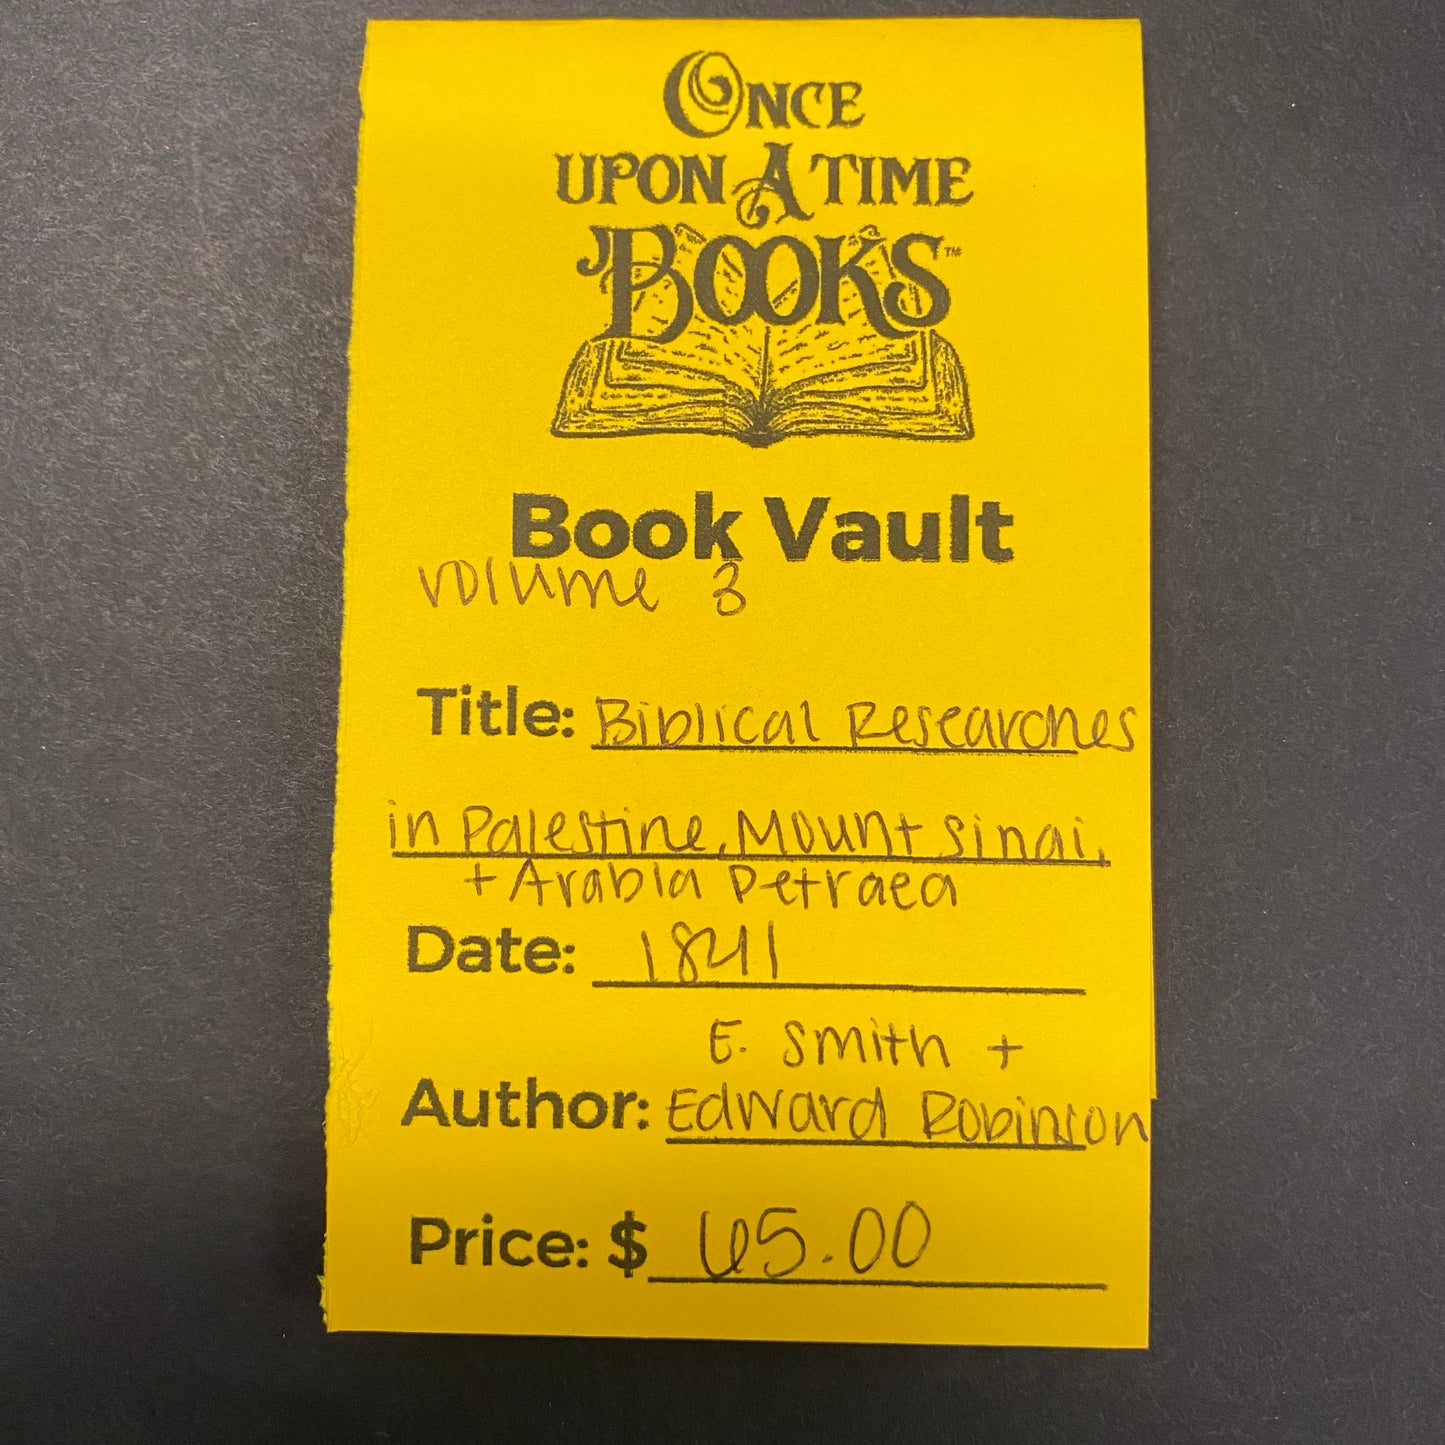 ONCE
UPON A TIME
BOOKS™
Book Vault
volume 3
Title: Biblical Researches
in Palestine, Mount Sinai,
+ Arabia Petraea
Date: 1841
E. Smith +
Author: Edward Robinson
Price: $ 65.00